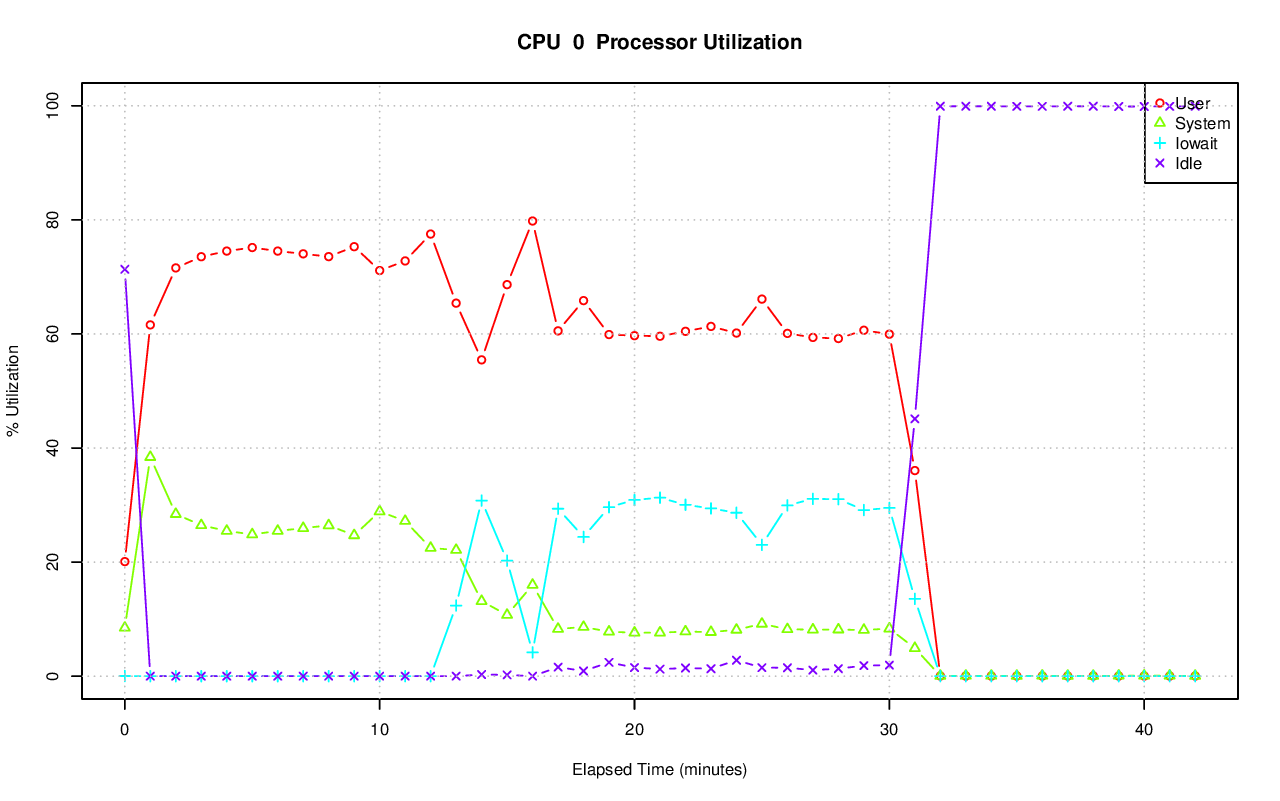 CPU 0 Processor Utilization
% Utilization
100
80
60
40
20
0
User
System
Iowait
Idle
0 10 20 30 40
Elapsed Time (minutes)